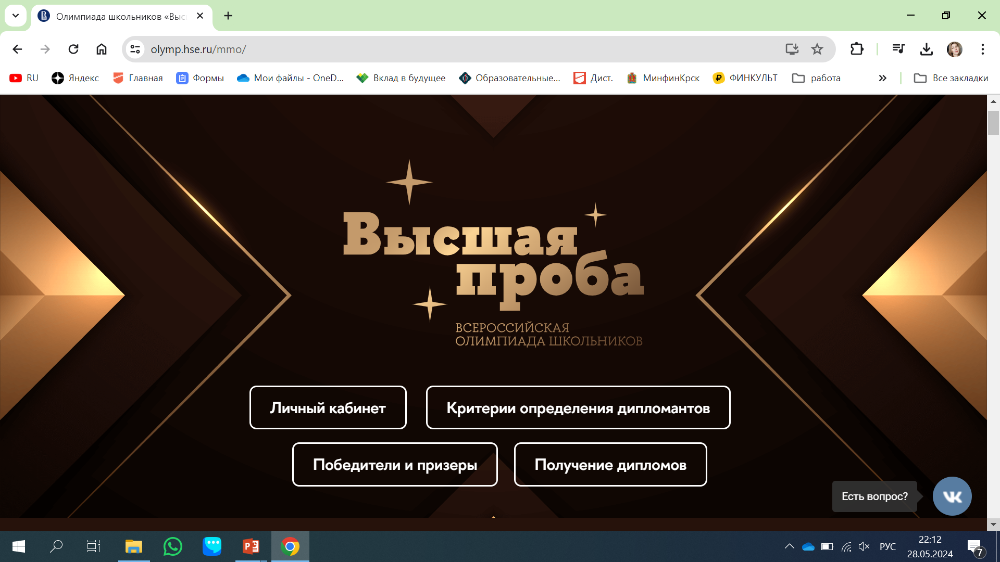 Олимпиада школьников «Высш
olymp.hse.ru/mmo/
RU
Яндекс
Главная
Формы
Мои файлы - OneD...
Вклад в будущее
Образовательные...
Дист.
МинфинКрск
ФИНКУЛЬТ
работа
Все закладки
Высшая
проба
ВСЕРОССИЙСКАЯ
ОЛИМПИАДА ШКОЛЬНИКОВ
Личный кабинет
Критерии определения дипломантов
Победители и призеры
Получение дипломов
Есть вопрос?
РУС
22:12
28.05.2024
7